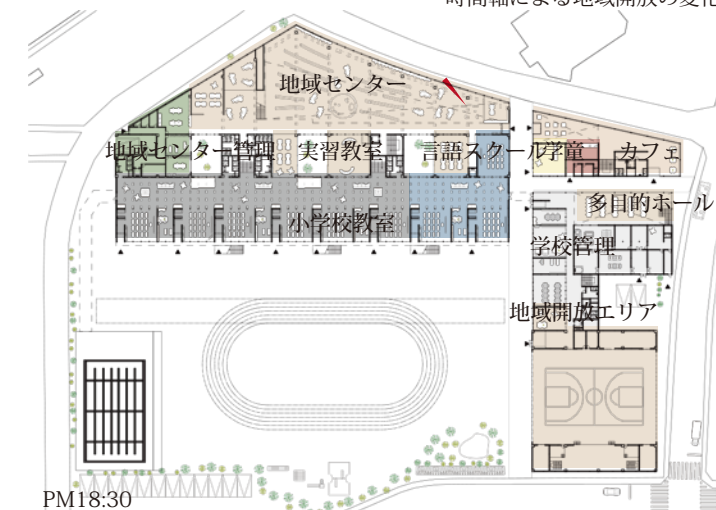 時間軸による地域開放の変化
地域センター
地域センター管理 実習教室 言語スクール学童 カフェ
多目的ホール
小学校教室
学校管理
地域開放エリア
PM18:30